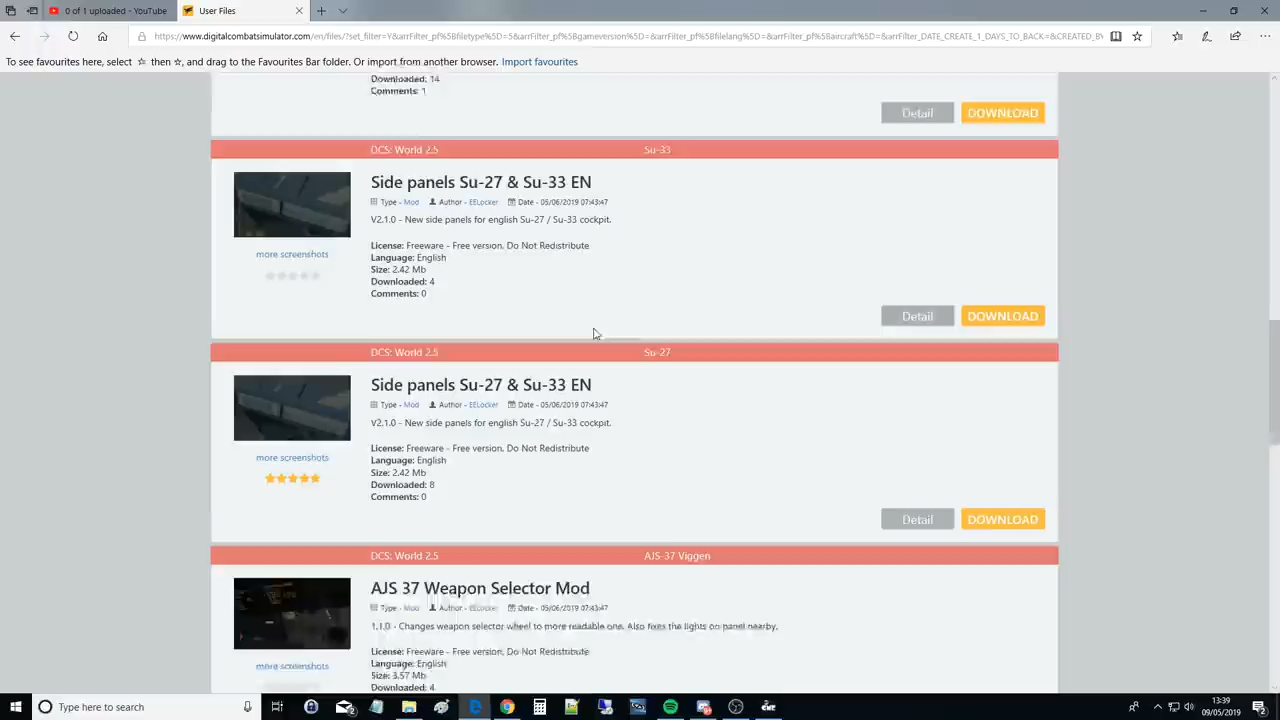 0 of 1 uploaded - YouTube
User Files
https://www.digitalcombatsimulator.com/en/files/?set_filter=Y&arrFilter_pf%5Bfiletype%5D=5&arrFilter_pf%5Bgameversion%5D=&arrFilter_pf%5Bfilelang%5D=&arrFilter_pf%5Baircraft%5D=&arrFilter_DATE_CREATE_1_DAYS_TO_BACK=&CREATED_BY
To see favourites here, select ☆ then ☆, and drag to the Favourites Bar folder. Or import from another browser. Import favourites
Downloaded: 14
Comments: 1
Detail DOWNLOAD
DCS: World 2.5 Su-33
Side panels Su-27 & Su-33 EN
Type - Mod Author - EELocker Date - 05/06/2019 07:43:47
V2.1.0 - New side panels for english Su-27 / Su-33 cockpit.
more screenshots
License: Freeware - Free version, Do Not Redistribute
Language: English
Size: 2.42 Mb
Downloaded: 4
Comments: 0
Detail DOWNLOAD
DCS: World 2.5 Su-27
Side panels Su-27 & Su-33 EN
Type - Mod Author - EELocker Date - 05/06/2019 07:43:47
V2.1.0 - New side panels for english Su-27 / Su-33 cockpit.
more screenshots
License: Freeware - Free version, Do Not Redistribute
Language: English
Size: 2.42 Mb
Downloaded: 8
Comments: 0
Detail DOWNLOAD
DCS: World 2.5 AJS-37 Viggen
AJS 37 Weapon Selector Mod
Type - Mod Author - EELocker Date - 05/06/2019 07:43:47
1.1.0 - Changes weapon selector wheel to more readable one. Also fixes the lights on panel nearby.
more screenshots
License: Freeware - Free version, Do Not Redistribute
Language: English
Size: 3.57 Mb
Downloaded: 4
Type here to search
13:39
09/05/2019